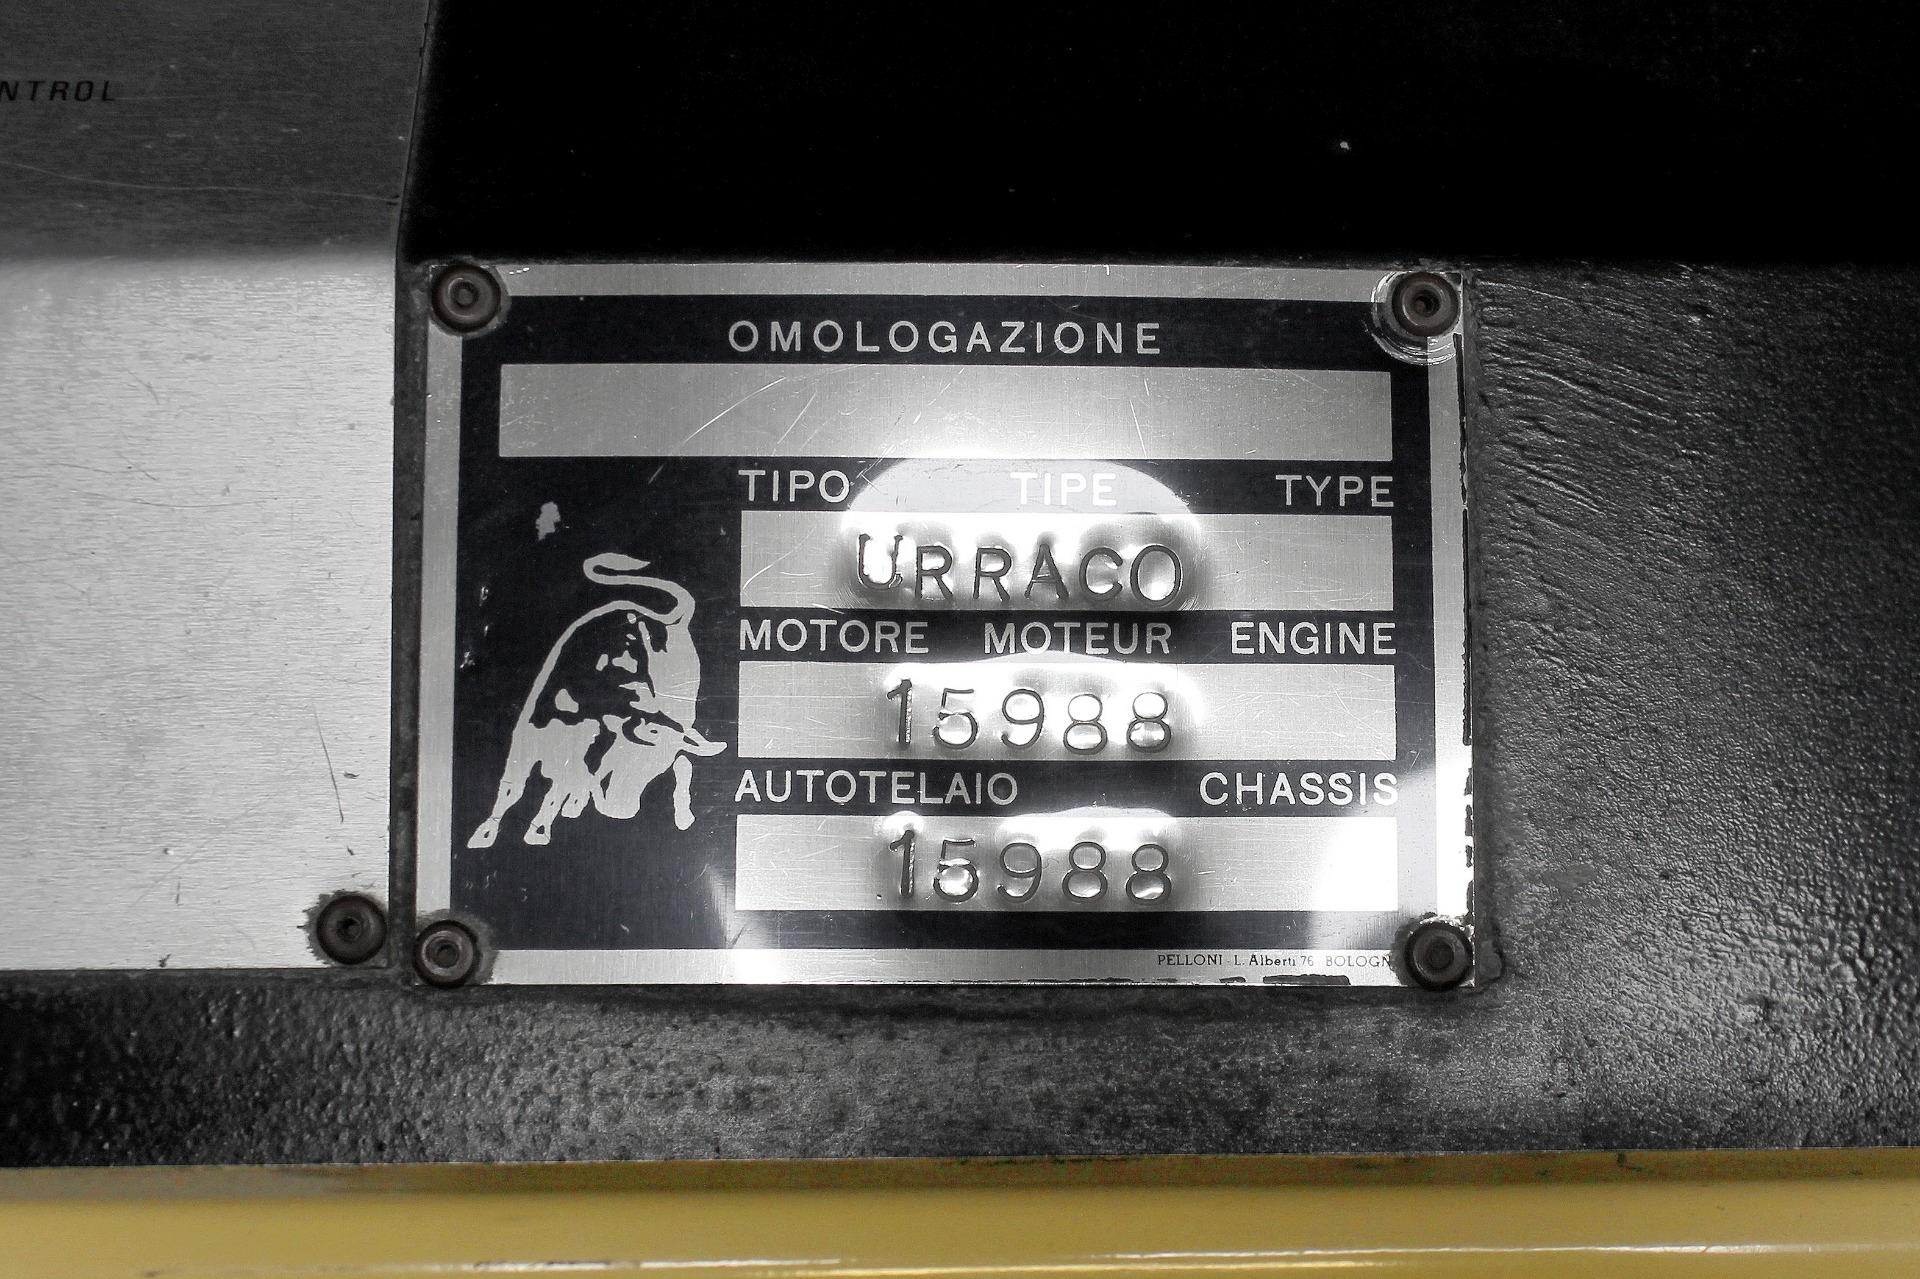 NTROL
OMOLOGAZIONE
TIPO TIPE TYPE
URRACO
MOTORE MOTEUR ENGINE
15988
AUTOTELAIO CHASSIS
15988
PELLONI - L. Alberti 76 BOLOGN